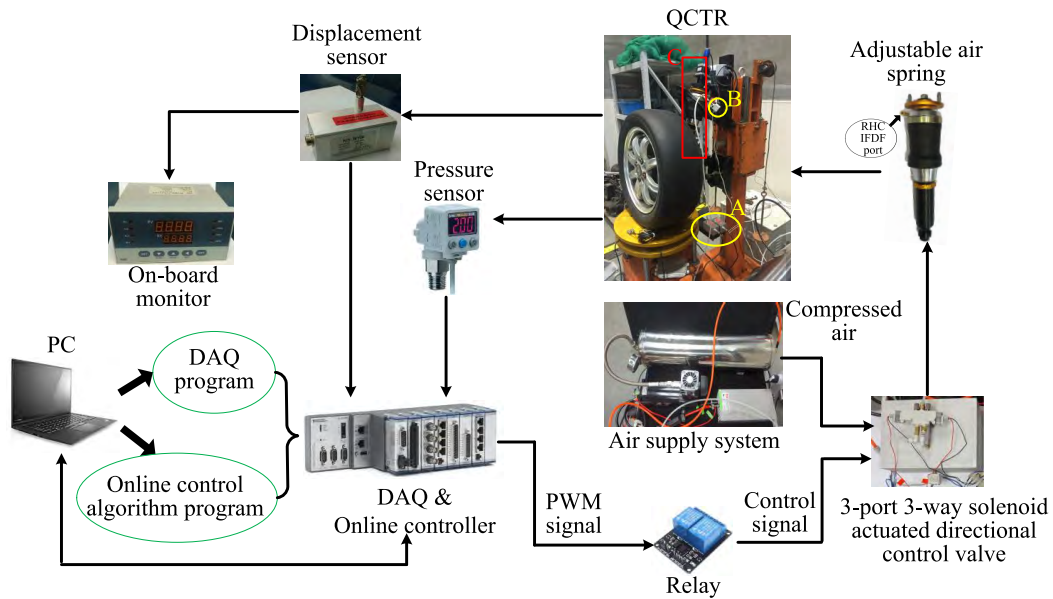 QCTR
Displacement
sensor
C
B
A
Adjustable air
spring
RHC
IFDF
port
Pressure
sensor
200
On-board
monitor
Compressed
air
PC
DAQ
program
Online control
algorithm program
DAQ &
Online controller
Air supply system
PWM
signal
Control
signal
Relay
3-port 3-way solenoid
actuated directional
control valve